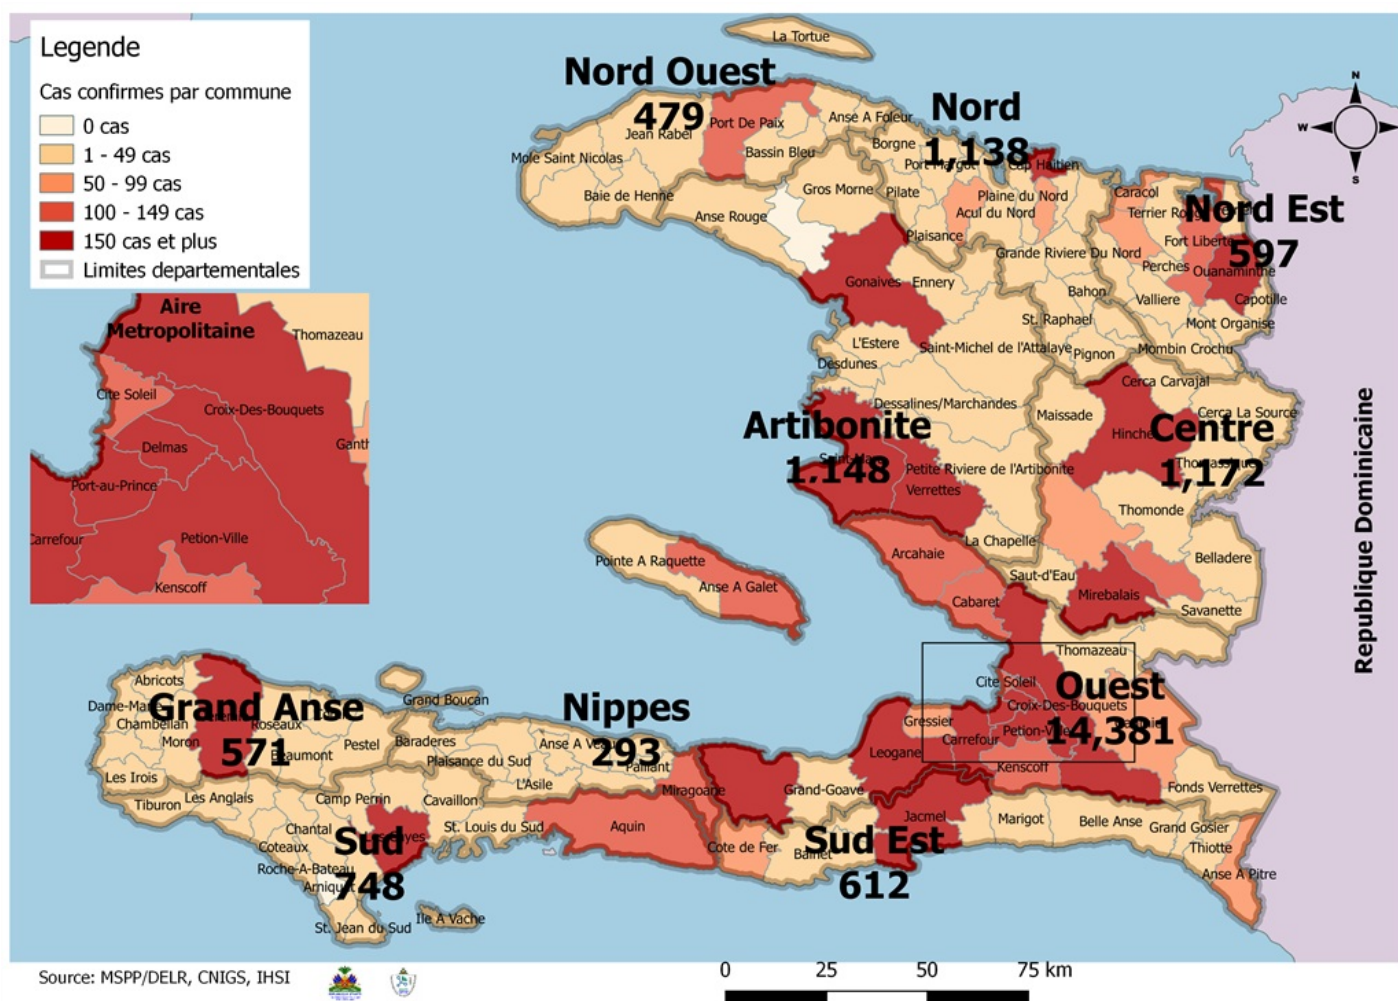 Legende
Cas confirmes par commune
0 cas
1 - 49 cas
50 - 99 cas
100 - 149 cas
150 cas et plus
Limites departementales
Aire
Metropolitaine
Thomazeau
Cite Soleil
Croix-Des-Bouquets
Delmas
Port-au-Prince
Carrefour
Petion-Ville
Kenscoff
La Tortue
Nord Ouest
479
Jean Rabel
Port De Paix
Anse A Foleur
Mole Saint Nicolas
Bassin Bleu
Baie de Henne
Anse Rouge
Gros Morne
Nord
1,138
Borgne
Port Margot
Cap Haitien
Pilate
Plaine du Nord
Acul du Nord
Plaisance
Grande Riviere Du Nord
Bahon
St. Raphael
Pignon
Nord Est
597
Caracol
Fort Liberte
Perches
Ouanaminthe
Valliere
Capotille
Mont Organise
Mombin Crochu
Gonaives
Ennery
L'Estere
Saint-Michel de l'Attalaye
Desdunes
Dessalines/Marchandes
Artibonite
1,148
Petite Riviere de l'Artibonite
Verrettes
La Chapelle
Cerca Carvajal
Cerca La Source
Maissade
Hinche
Centre
1,172
Thomonde
Belladere
Saut-d'Eau
Mirebalais
Savanette
Republique Dominicaine
Pointe A Raquette
Anse A Galet
Arcahaie
Cabaret
Thomazeau
Cite Soleil
Croix-Des-Bouquets
Ouest
14,381
Gressier
Petion-Ville
Carrefour
Leogane
Kenscoff
Fonds Verrettes
Grand-Goave
Abricots
Chambellan
Moron
Grand Anse
571
Roseaux
Beaumont
Pestel
Les Irois
Grand Boucan
Baraderes
Plaisance du Sud
Nippes
293
Anse A Veau
Paillant
L'Asile
Miragoane
Tiburon
Les Anglais
Camp Perrin
Cavaillon
Chantal
Coteaux
Sud
748
St. Louis du Sud
Aquin
Roche-A-Bateau
Arniquet
St. Jean du Sud
Ile A Vache
Cote de Fer
Bainet
Jacmel
Sud Est
612
Marigot
Belle Anse
Grand Gosier
Thiotte
Anse A Pitre
N
W
S
Source: MSPP/DELR, CNIGS, IHSI
0 25 50 75 km